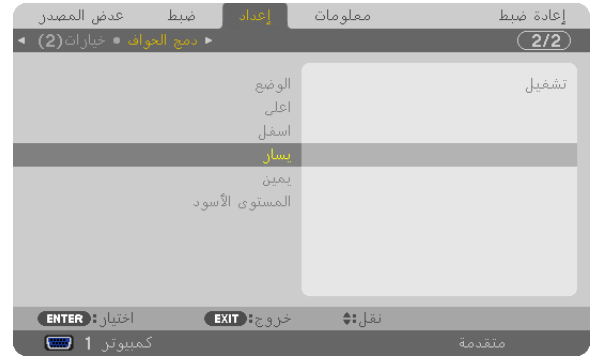 عدض المصدر ضبط إعداد معلومات إعادة ضبط
◄ دمج الحواف • خيارات(2) ► 2/2
الوضع تشغيل
اعلى
اسفل
يسار
يمين
المستوى الأسود
ENTER :اختيار EXIT :خروج نقل:
كمبيوتر 1 متقدمة